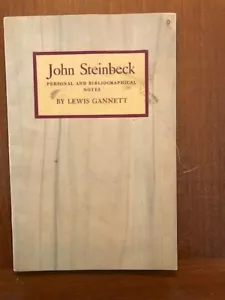 John Steinbeck
PERSONAL AND BIBLIOGRAPHICAL
NOTES
BY LEWIS GANNETT